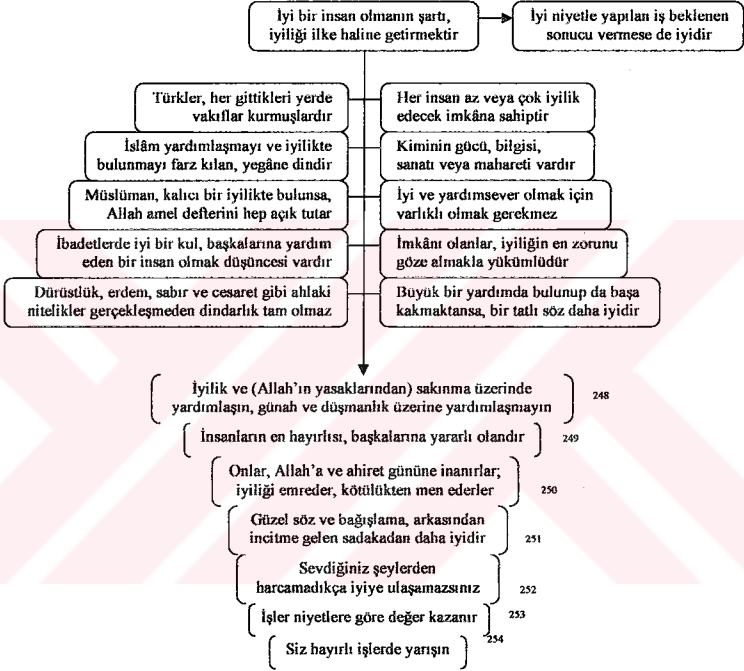 İyi bir insan olmanın şartı,
iyiliği ilke haline getirmektir
İyi niyetle yapılan iş beklenen
sonucu vermese de iyidir
Türkler, her gittikleri yerde
vakıflar kurmuşlardır
Her insan az veya çok iyilik
edecek imkâna sahiptir
İslâm yardımlaşmayı ve iyilikte
bulunmayı farz kılan, yegâne dindir
Kiminin gücü, bilgisi,
sanatı veya mahareti vardır
Müslüman, kalıcı bir iyilikte bulunsa,
Allah amel defterini hep açık tutar
İyi ve yardımsever olmak için
varlıklı olmak gerekmez
İbadetlerde iyi bir kul, başkalarına yardım
eden bir insan olmak düşüncesi vardır
İmkânı olanlar, iyiliğin en zorunu
göze almakla yükümlüdür
Dürüstlük, erdem, sabır ve cesaret gibi ahlaki
nitelikler gerçekleşmeden dindarlık tam olmaz
Büyük bir yardımda bulunup da başa
kakmaktansa, bir tatlı söz daha iyidir
İyilik ve (Allah'ın yasaklarından) sakınma üzerinde
yardımlaşın, günah ve düşmanlık üzerine yardımlaşmayın
248
İnsanların en hayırlısı, başkalarına yararlı olandır
249
Onlar, Allah'a ve ahiret gününe inanırlar;
iyiliği emreder, kötülükten men ederler
250
Güzel söz ve bağışlama, arkasından
incitme gelen sadakadan daha iyidir
251
Sevdiğiniz şeylerden
harcamadıkça iyiye ulaşamazsınız
252
İşler niyetlere göre değer kazanır
253
Siz hayırlı işlerde yarışın
254